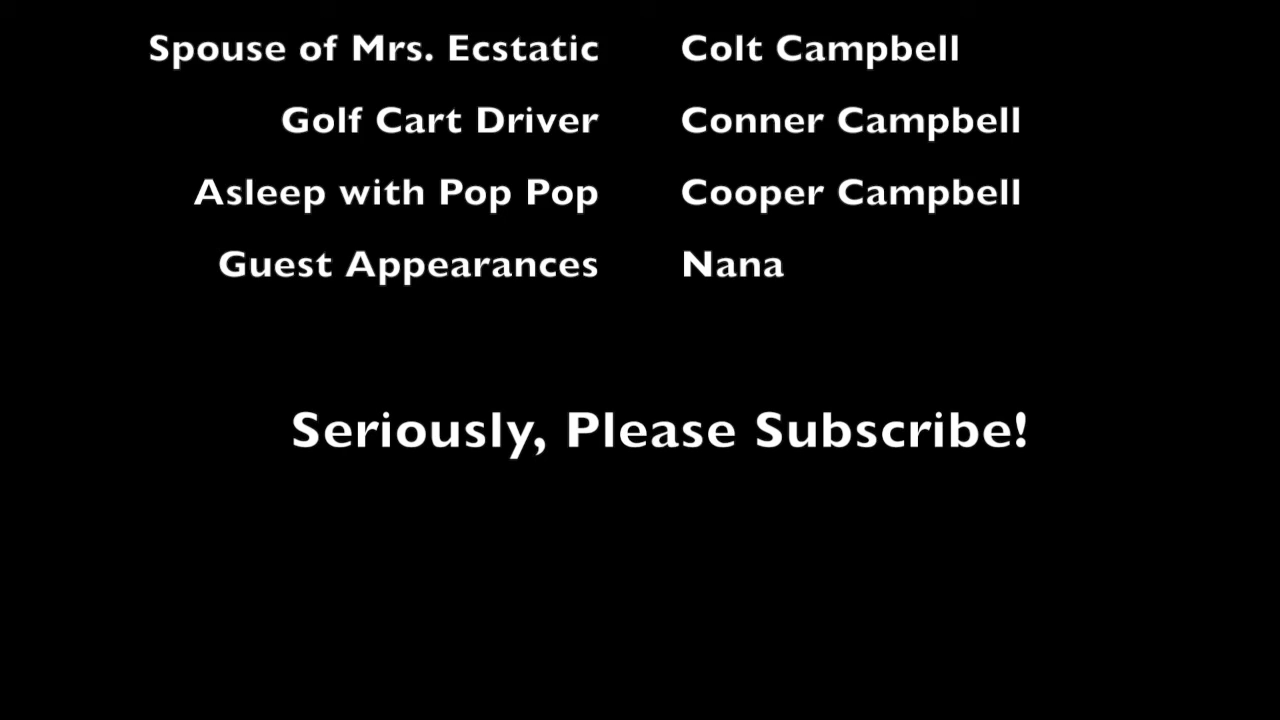 Spouse of Mrs. Ecstatic Colt Campbell
Golf Cart Driver Conner Campbell
Asleep with Pop Pop Cooper Campbell
Guest Appearances Nana
Seriously, Please Subscribe!